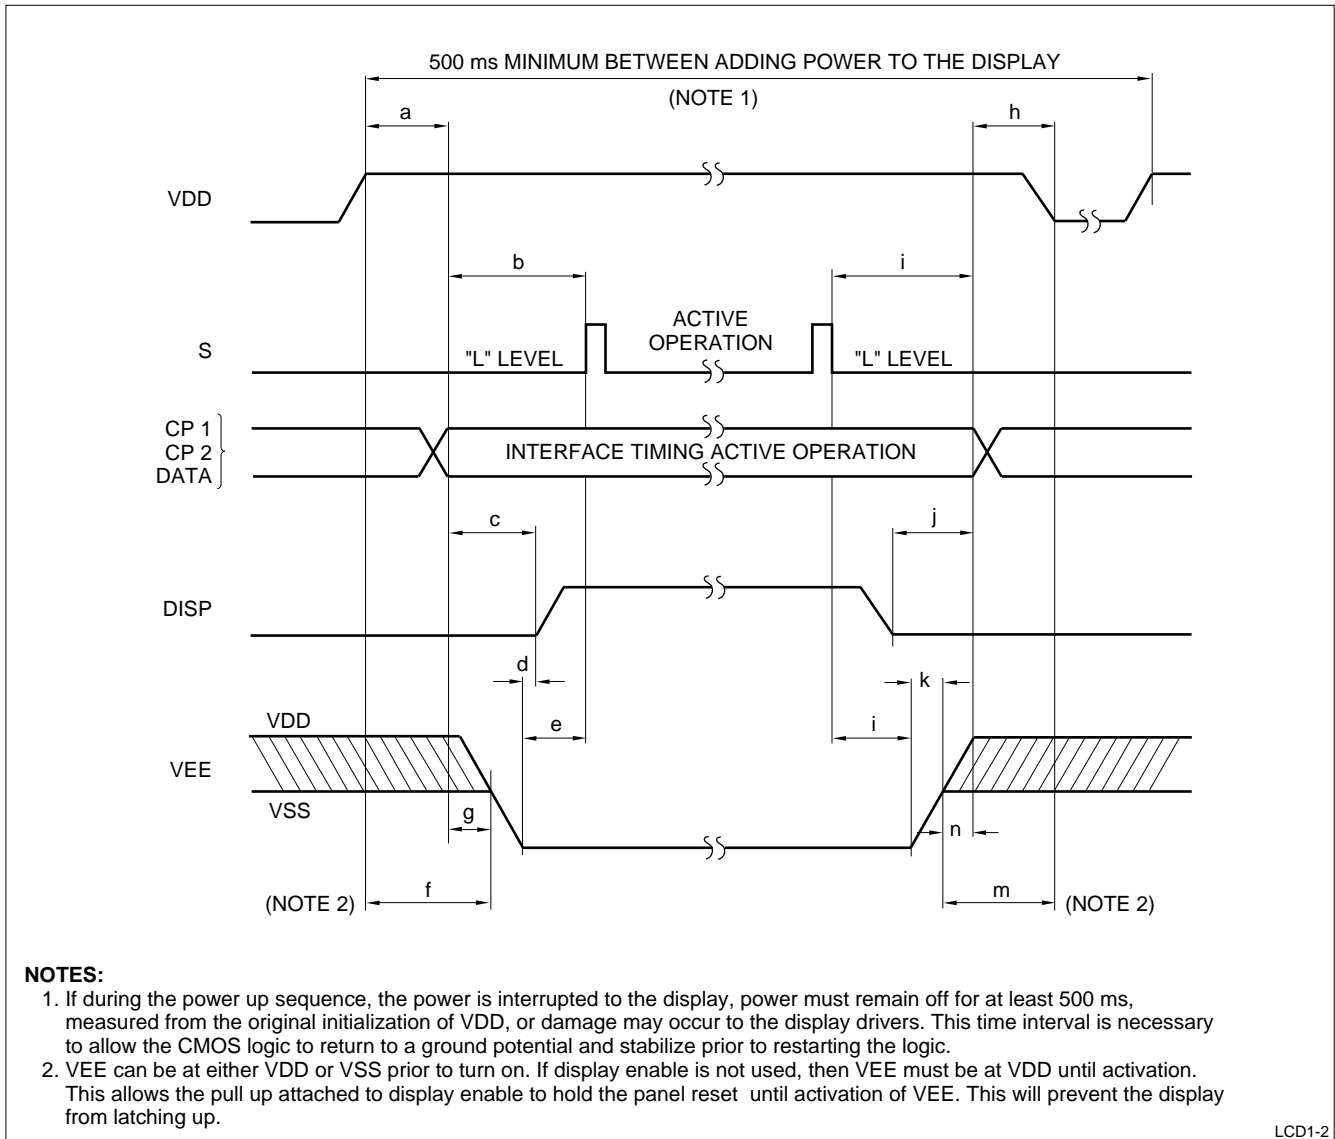 500 ms MINIMUM BETWEEN ADDING POWER TO THE DISPLAY
(NOTE 1)
a
h
VDD
b
i
S
"L" LEVEL
ACTIVE
OPERATION
"L" LEVEL
CP 1
CP 2
DATA
INTERFACE TIMING ACTIVE OPERATION
c
j
DISP
d
k
e
i
VDD
VEE
VSS
g
n
(NOTE 2)
f
m
(NOTE 2)
NOTES:
1. If during the power up sequence, the power is interrupted to the display, power must remain off for at least 500 ms,
measured from the original initialization of VDD, or damage may occur to the display drivers. This time interval is necessary
to allow the CMOS logic to return to a ground potential and stabilize prior to restarting the logic.
2. VEE can be at either VDD or VSS prior to turn on. If display enable is not used, then VEE must be at VDD until activation.
This allows the pull up attached to display enable to hold the panel reset until activation of VEE. This will prevent the display
from latching up.
LCD1-2